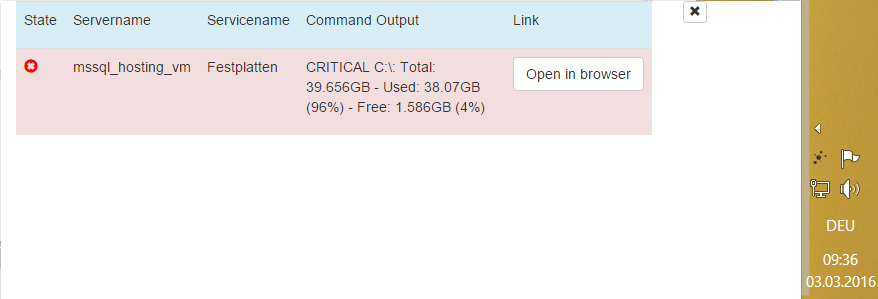 State Servername Servicename Command Output Link
mssql_hosting_vm Festplatten CRITICAL C:\: Total: Open in browser
39.656GB - Used: 38.07GB
(96%) - Free: 1.586GB (4%)
DEU
09:36
03.03.2016